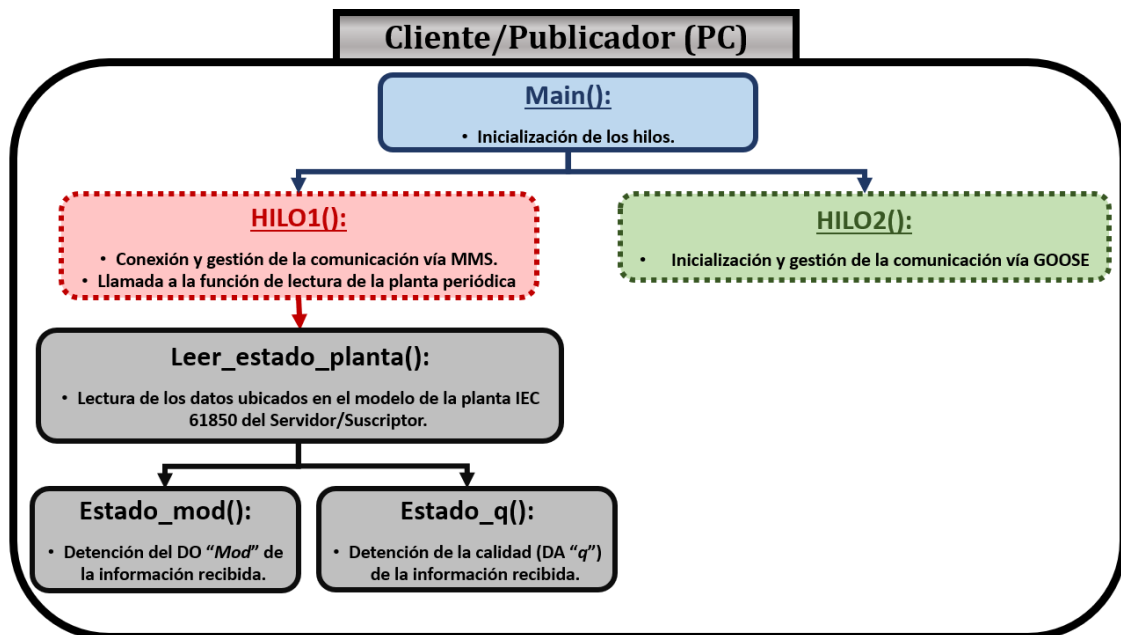 Cliente/Publicador (PC)
Main():
• Inicialización de los hilos.
HILO1():
• Conexión y gestión de la comunicación vía MMS.
• Llamada a la función de lectura de la planta periódica
HILO2():
• Inicialización y gestión de la comunicación vía GOOSE
Leer_estado_planta():
• Lectura de los datos ubicados en el modelo de la planta IEC
61850 del Servidor/Suscriptor.
Estado_mod():
• Detención del DO “Mod” de
la información recibida.
Estado_q():
• Detención de la calidad (DA “q”)
de la información recibida.